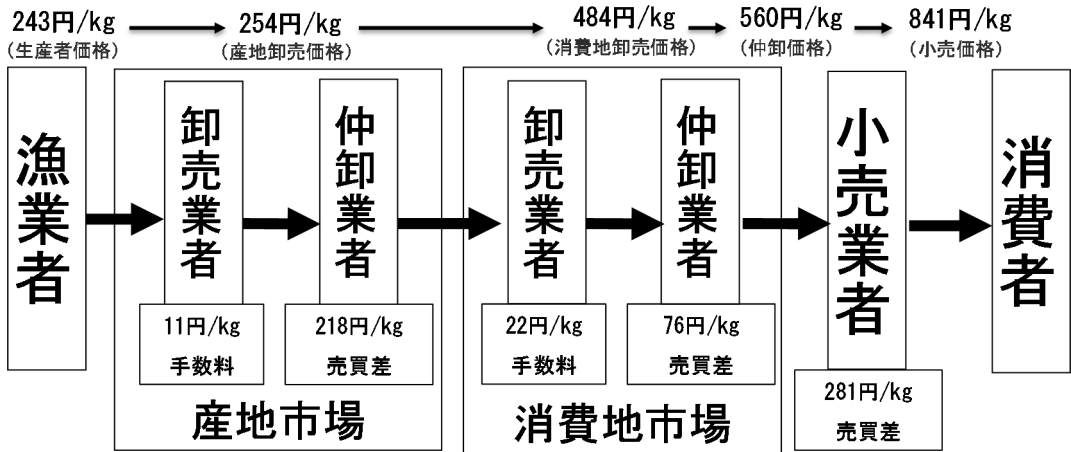 243円/kg
(生産者価格)
254円/kg
(産地卸売価格)
484円/kg
(消費地卸売価格)
560円/kg
(仲卸価格)
841円/kg
(小売価格)
漁業者
卸売業者
11円/kg
手数料
仲卸業者
218円/kg
売買差
産地市場
卸売業者
22円/kg
手数料
仲卸業者
76円/kg
売買差
消費地市場
小売業者
281円/kg
売買差
消費者